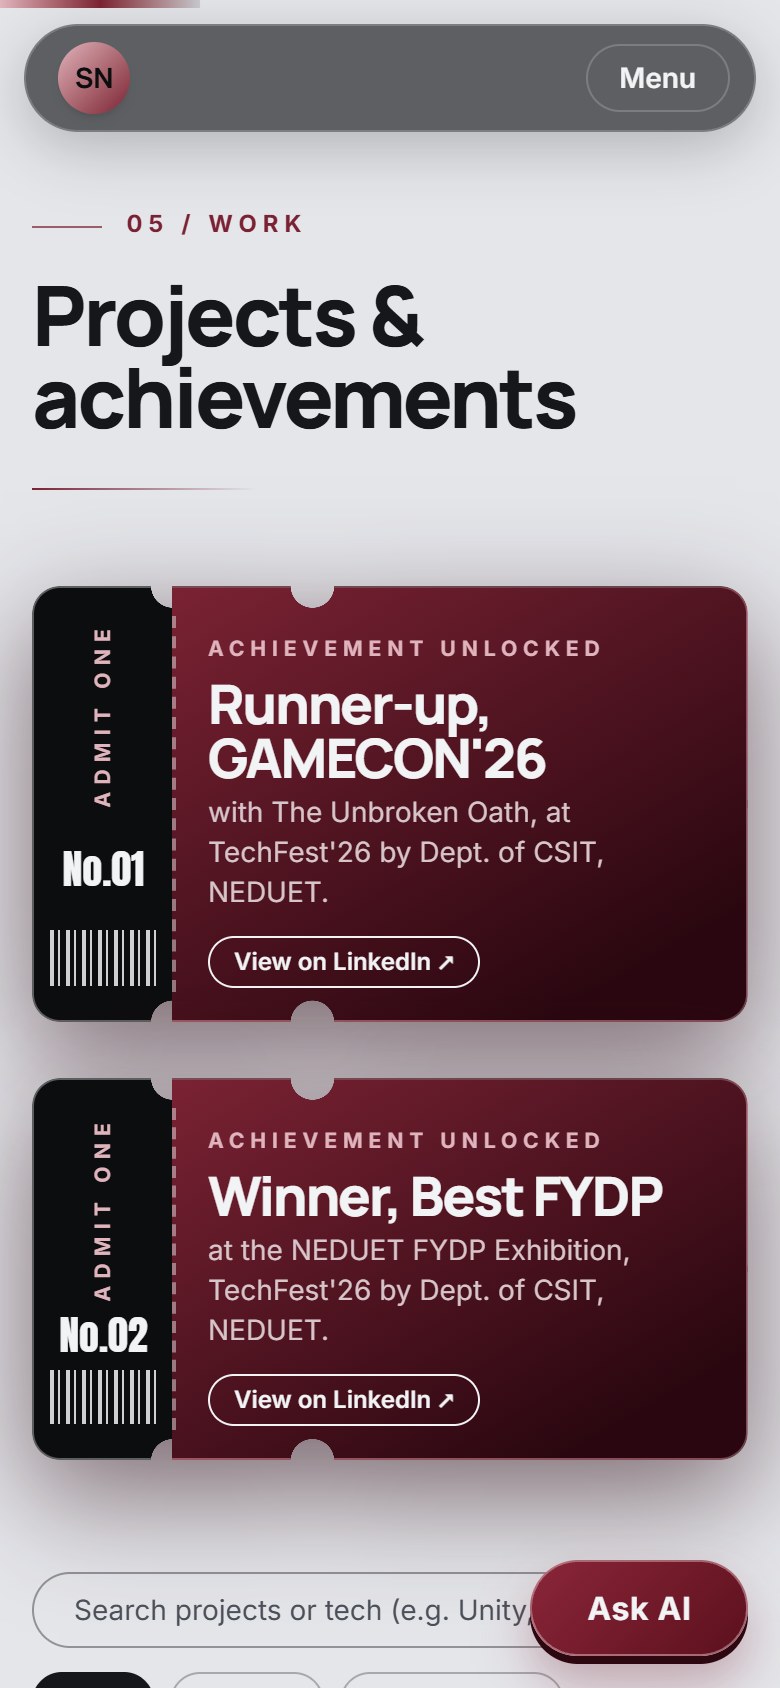 SN
Menu
05 / WORK
Projects &
achievements
ADMIT ONE
No.01
ACHIEVEMENT UNLOCKED
Runner-up,
GAMECON'26
with The Unbroken Oath, at
TechFest'26 by Dept. of CSIT,
NEDUET.
View on LinkedIn ↗
ADMIT ONE
No.02
ACHIEVEMENT UNLOCKED
Winner, Best FYDP
at the NEDUET FYDP Exhibition,
TechFest'26 by Dept. of CSIT,
NEDUET.
View on LinkedIn ↗
Search projects or tech (e.g. Unity,
Ask AI